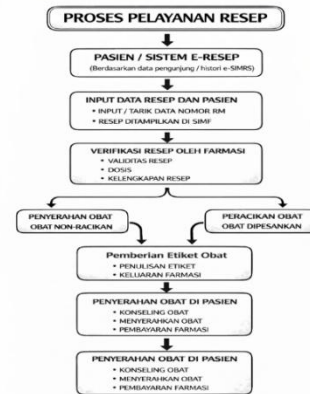 PROSES PELAYANAN RESEP
PASIEN / SISTEM E-RESEP
(Berdasarkan data pengunjung / histori e-SIMRS)
INPUT DATA RESEP DAN PASIEN
• INPUT / TARIK DATA NOMOR RM
• RESEP DITAMPILKAN DI SIMF
VERIFIKASI RESEP OLEH FARMASI
• VALIDITAS RESEP
• DOSIS
• KELENGKAPAN RESEP
PENYERAHAN OBAT
OBAT NON-RACIKAN
PERACIKAN OBAT
OBAT DIPESANKAN
Pemberian Etiket Obat
• PENULISAN ETIKET
• KELUARAN FARMASI
PENYERAHAN OBAT DI PASIEN
• KONSELING OBAT
• MENYERAHKAN OBAT
• PEMBAYARAN FARMASI
PENYERAHAN OBAT DI PASIEN
• KONSELING OBAT
• MENYERAHKAN OBAT
• PEMBAYARAN FARMASI